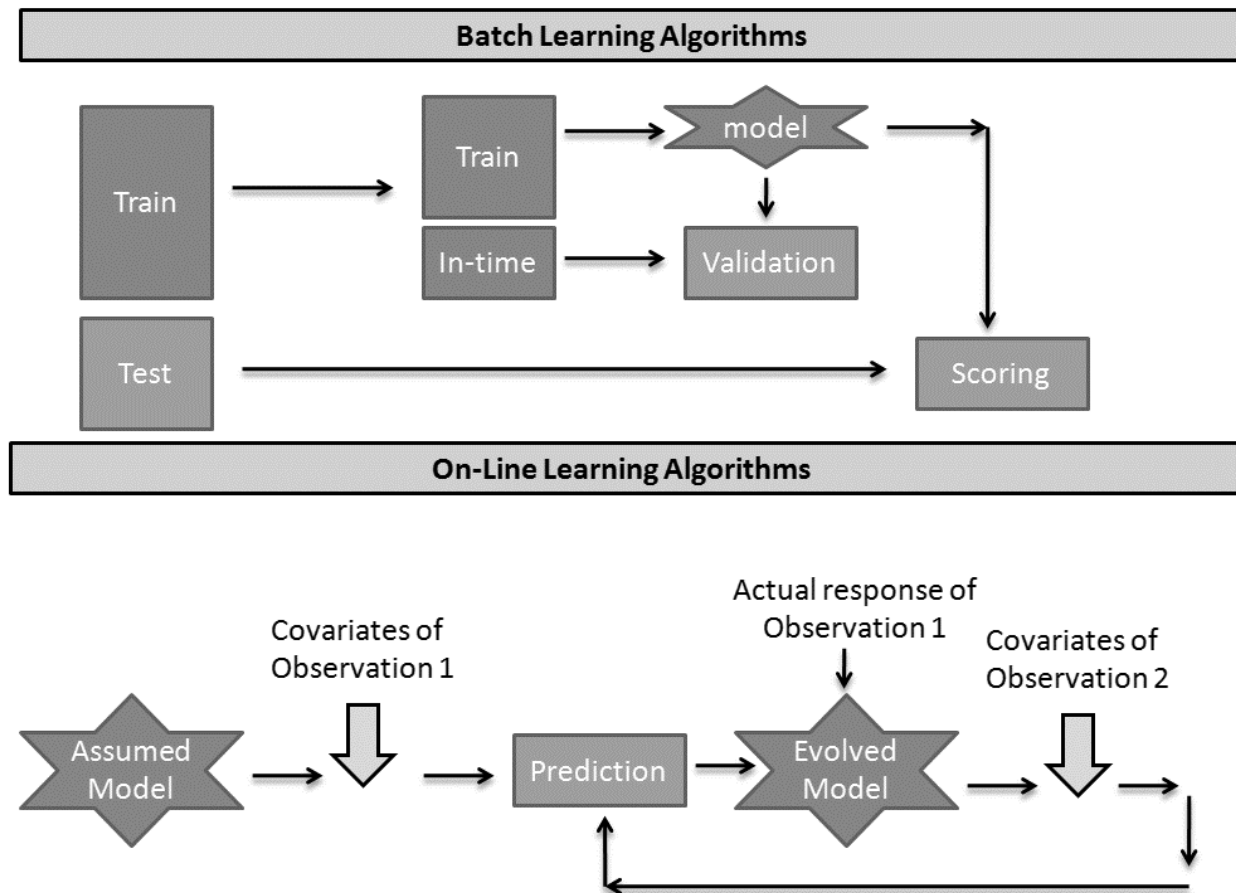 Batch Learning Algorithms
Train
Train
model
In-time
Validation
Test
Scoring
On-Line Learning Algorithms
Covariates of
Observation 1
Actual response of
Observation 1
Covariates of
Observation 2
Assumed
Model
Prediction
Evolved
Model